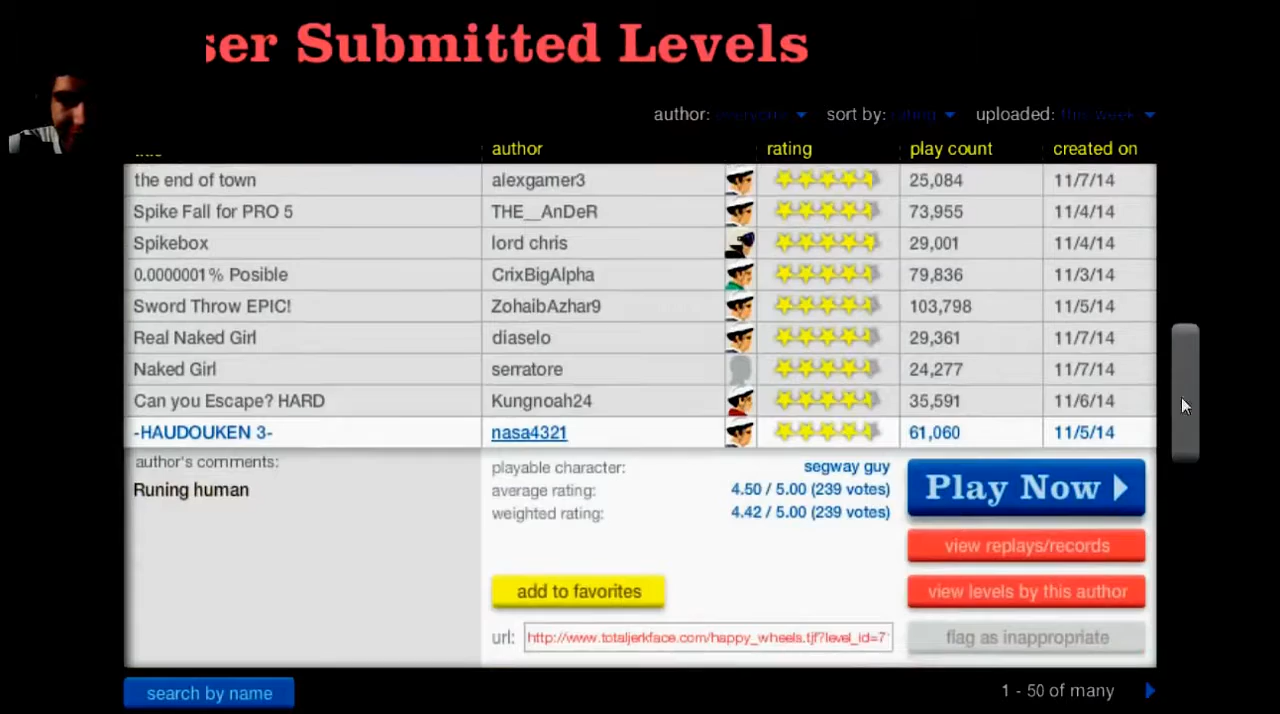 ser Submitted Levels
author: everyone sort by: rating uploaded: this week
author rating play count created on
the end of town alexgamer3 25,084 11/7/14
Spike Fall for PRO 5 THE__AnDeR 73,955 11/4/14
Spikebox lord chris 29,001 11/4/14
0.0000001% Posible CrixBigAlpha 79,836 11/3/14
Sword Throw EPIC! ZohaibAzhar9 103,798 11/5/14
Real Naked Girl diaselo 29,361 11/7/14
Naked Girl serratore 24,277 11/7/14
Can you Escape? HARD Kungnoah24 35,591 11/6/14
-HAUDOUKEN 3- nasa4321 61,060 11/5/14
author's comments:
Runing human
playable character: segway guy
average rating: 4.50 / 5.00 (239 votes)
weighted rating: 4.42 / 5.00 (239 votes)
Play Now
view replays/records
add to favorites
view levels by this author
url: http://www.totaljerkface.com/happy_wheels.tjf?level_id=7
flag as inappropriate
search by name
1 - 50 of many